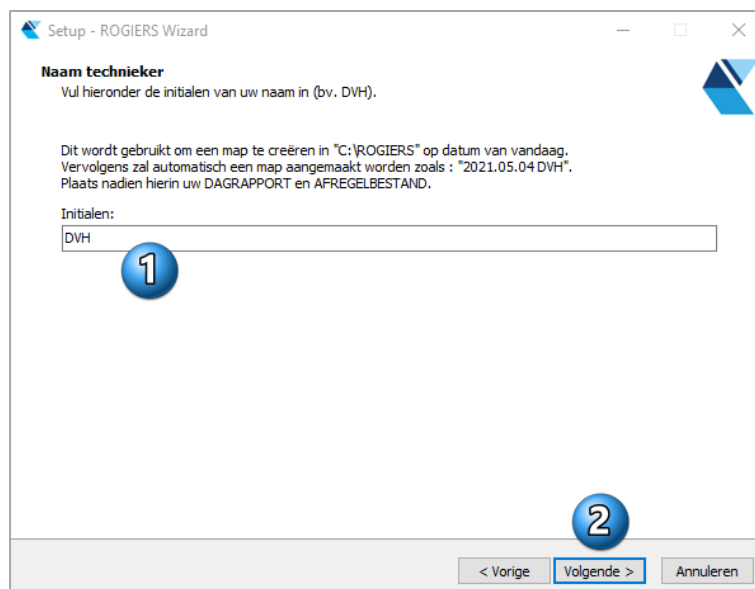 Setup - ROGIERS Wizard
Naam technieker
Vul hieronder de initialen van uw naam in (bv. DVH).
Dit wordt gebruikt om een map te creëren in "C:\ROGIERS" op datum van vandaag.
Vervolgens zal automatisch een map aangemaakt worden zoals : "2021.05.04 DVH".
Plaats nadien hierin uw DAGRAPPORT en AFREGELBESTAND.
Initialen:
DVH
1
2
< Vorige
Volgende >
Annuleren